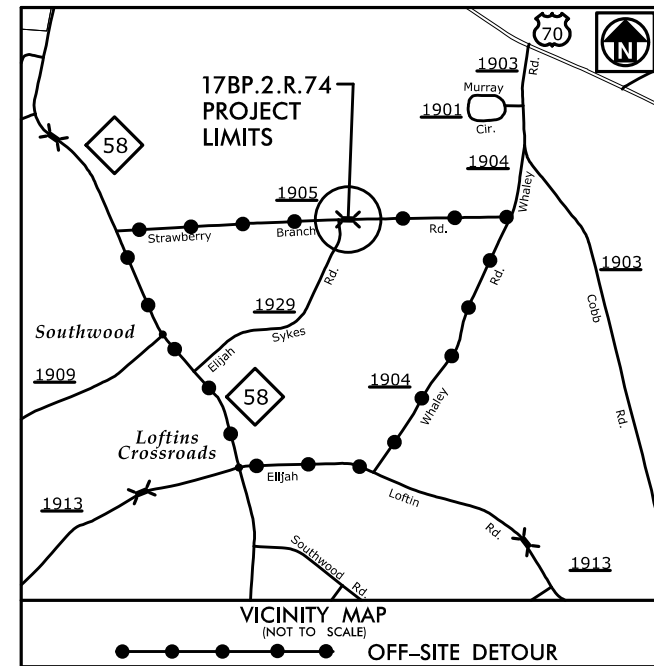 70
N
1903
Rd.
17BP.2.R.74
PROJECT
LIMITS
Murray
1901
Cir.
58
1904
1905
Whaley
Strawberry Branch Rd.
Rd.
1903
1929
Rd.
Sykes
Elijah
Cobb
Southwood
1909
1904
58
Whaley
Rd.
Loftins
Crossroads
Elijah
Loftin
Rd.
1913
1913
Southwood
Rd.
VICINITY MAP
(NOT TO SCALE)
OFF-SITE DETOUR